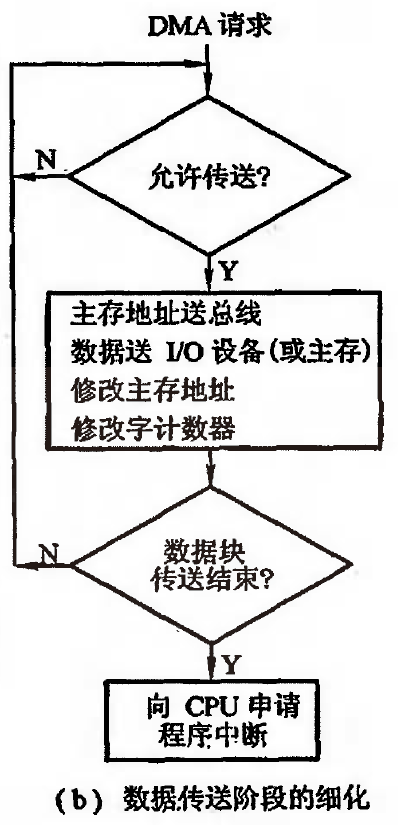 DMA 请求
N
允许传送?
Y
主存地址送总线
数据送 I/O 设备(或主存)
修改主存地址
修改字计数器
N
数据块
传送结束?
Y
向 CPU 申请
程序中断
(b) 数据传送阶段的细化